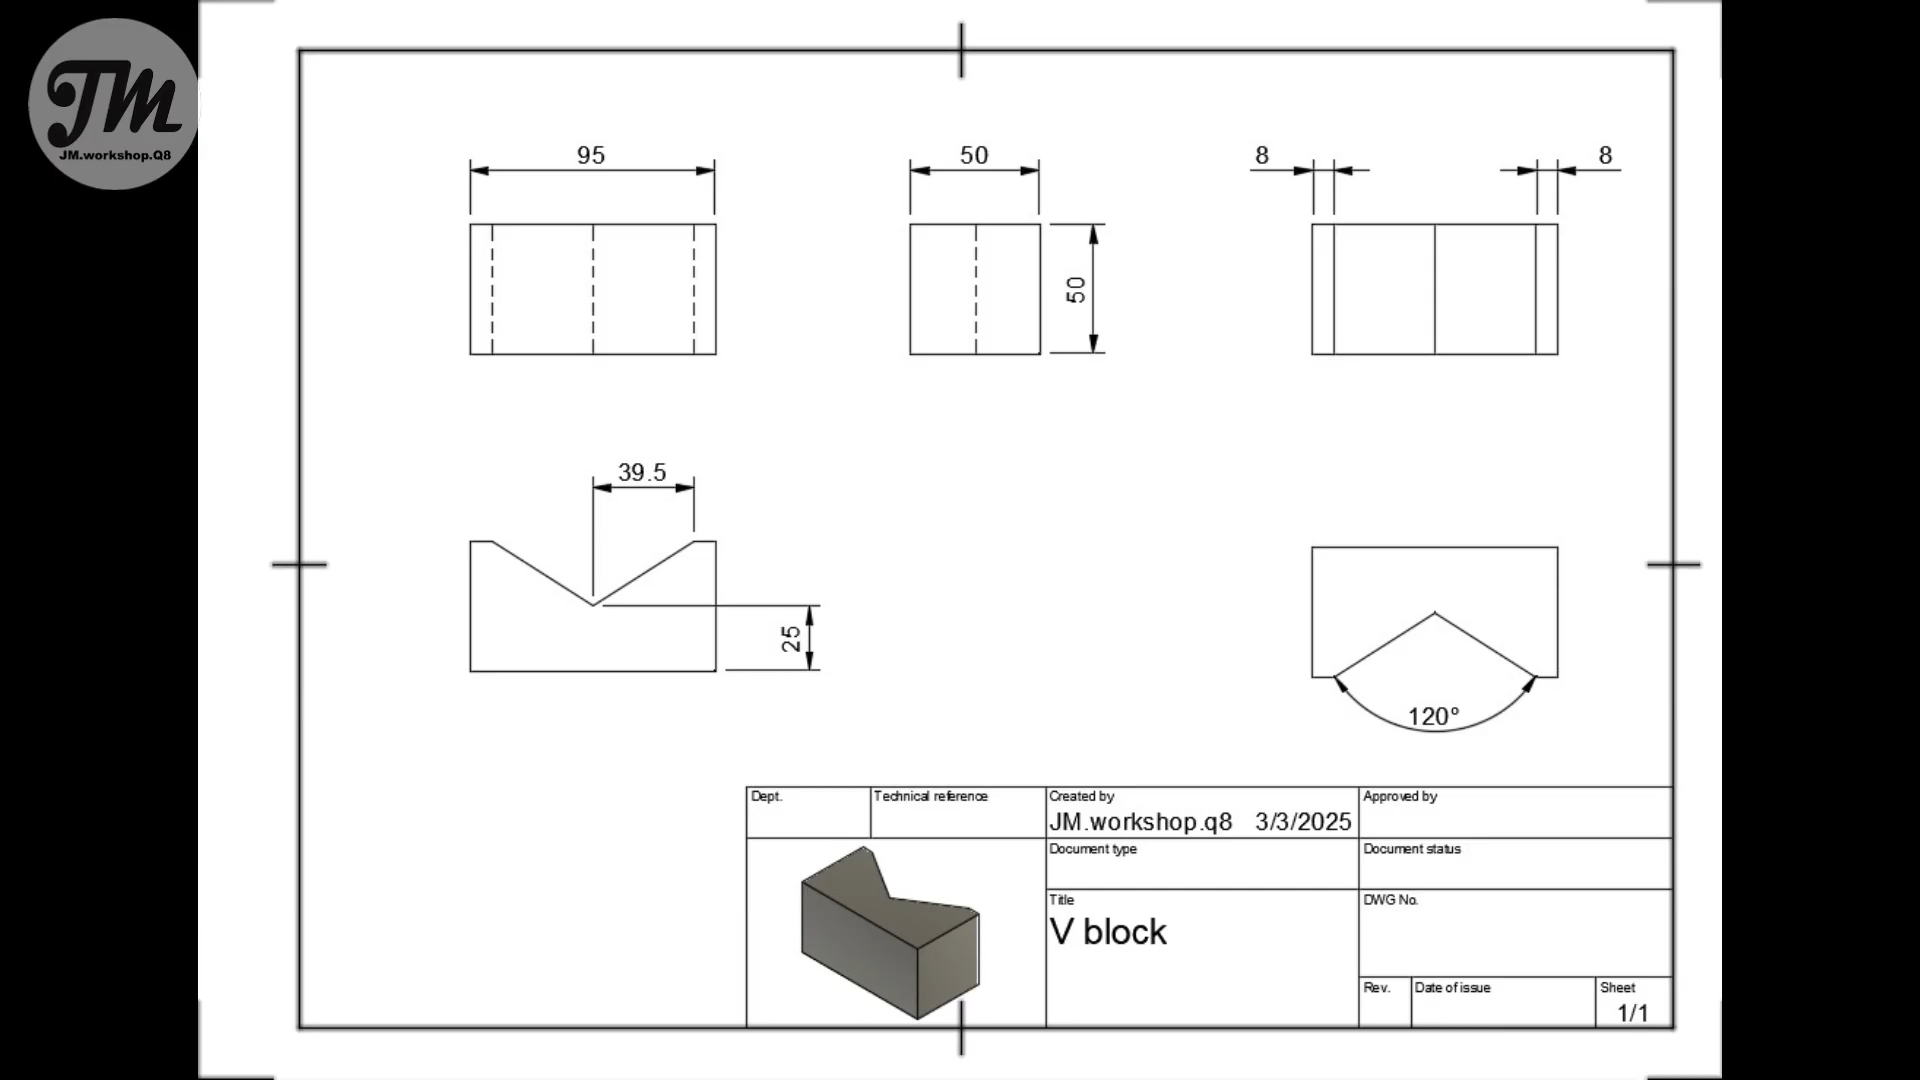 JM
JM.workshop.Q8
95
50
8
8
50
39.5
25
120°
Dept.
Technical reference
Created by
JM.workshop.q8 3/3/2025
Approved by
Document type
Document status
Title
V block
DWG No.
Rev.
Date of issue
Sheet
1/1